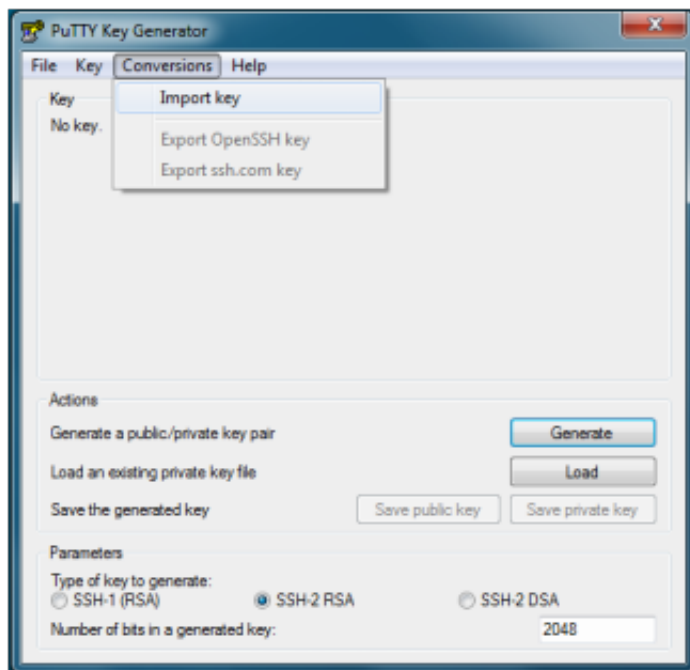 PuTTY Key Generator
File Key Conversions Help
Import key
Export OpenSSH key
Export ssh.com key
Key
No key.
Actions
Generate a public/private key pair
Generate
Load an existing private key file
Load
Save the generated key
Save public key
Save private key
Parameters
Type of key to generate:
SSH-1 (RSA) SSH-2 RSA SSH-2 DSA
Number of bits in a generated key:
2048